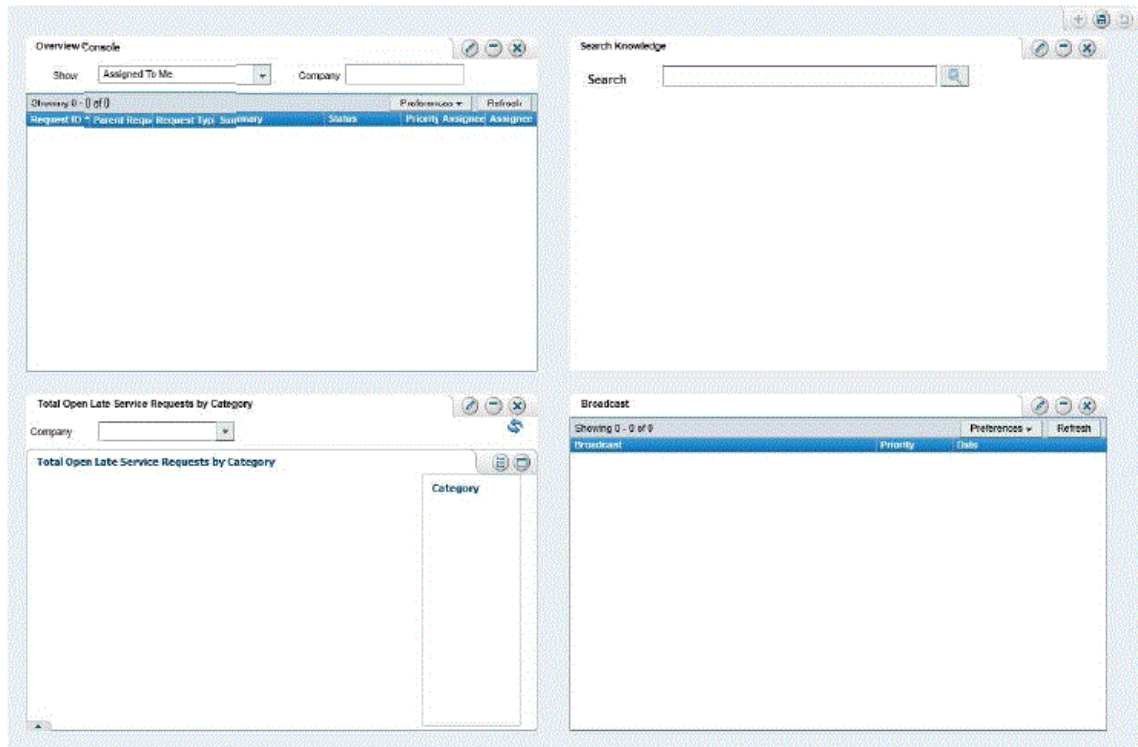 Overview Console
Show Assigned To Me Company
Showing 0 - 0 of 0 Preferences Refresh
Request ID Parent Requ Request Typ Summary Status Priority Assignee Assignee
Search Knowledge
Search
Total Open Late Service Requests by Category
Company
Total Open Late Service Requests by Category
Category
Broadcast
Showing 0 - 0 of 0 Preferences Refresh
Broadcast Priority Date